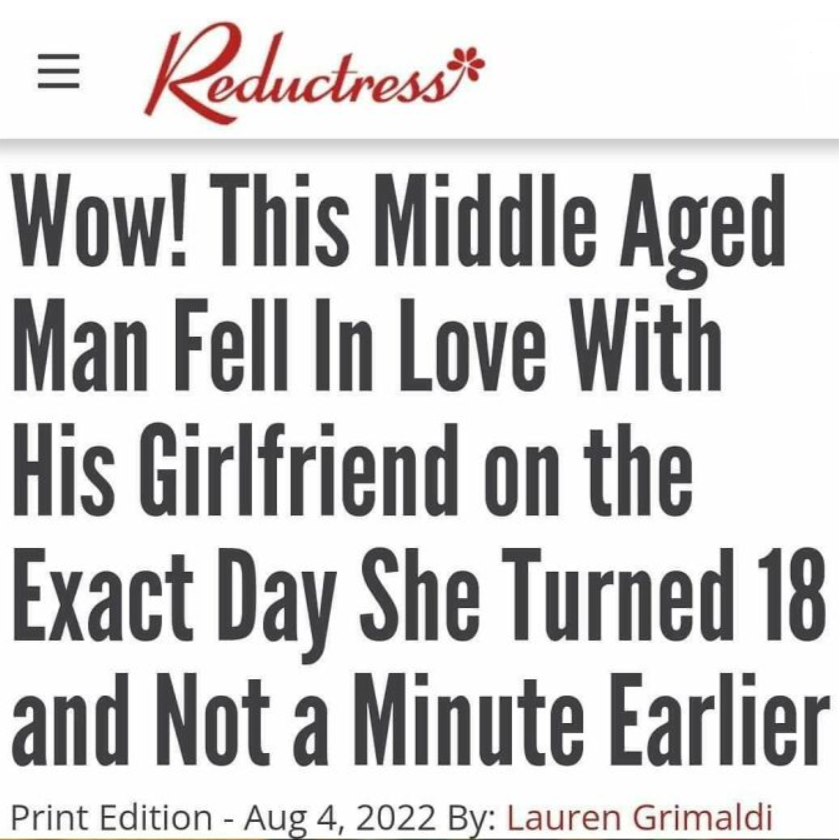 Reductress*
Wow! This Middle Aged
Man Fell In Love With
His Girlfriend on the
Exact Day She Turned 18
and Not a Minute Earlier
Print Edition - Aug 4, 2022 By: Lauren Grimaldi